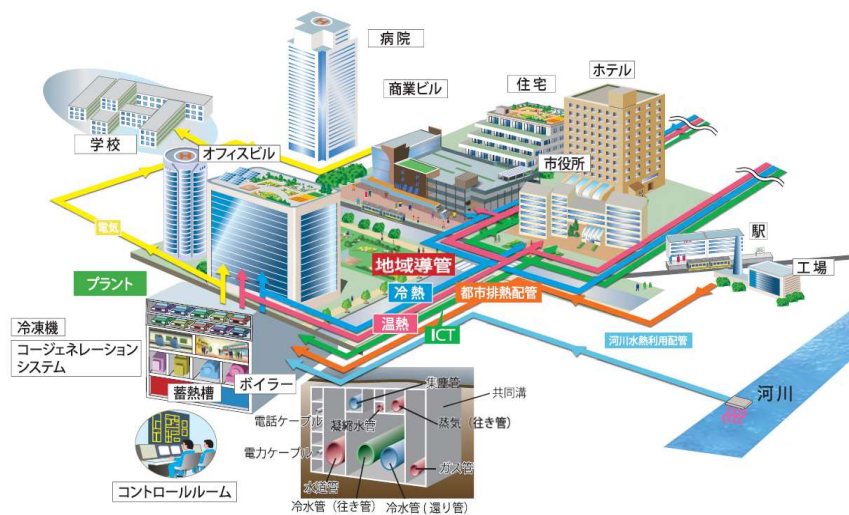 病院
商業ビル
住宅
ホテル
学校
オフィスビル
市役所
駅
工場
電気
地域導管
プラント
冷熱
都市排熱配管
温熱
ICT
河川水熱利用配管
冷凍機
コージェネレーション
システム
蓄熱槽
ボイラー
河川
集塵管
共同溝
電話ケーブル
凝縮水管
蒸気（往き管）
電力ケーブル
ガス管
水道管
冷水管（往き管）
冷水管(還り管)
コントロールルーム